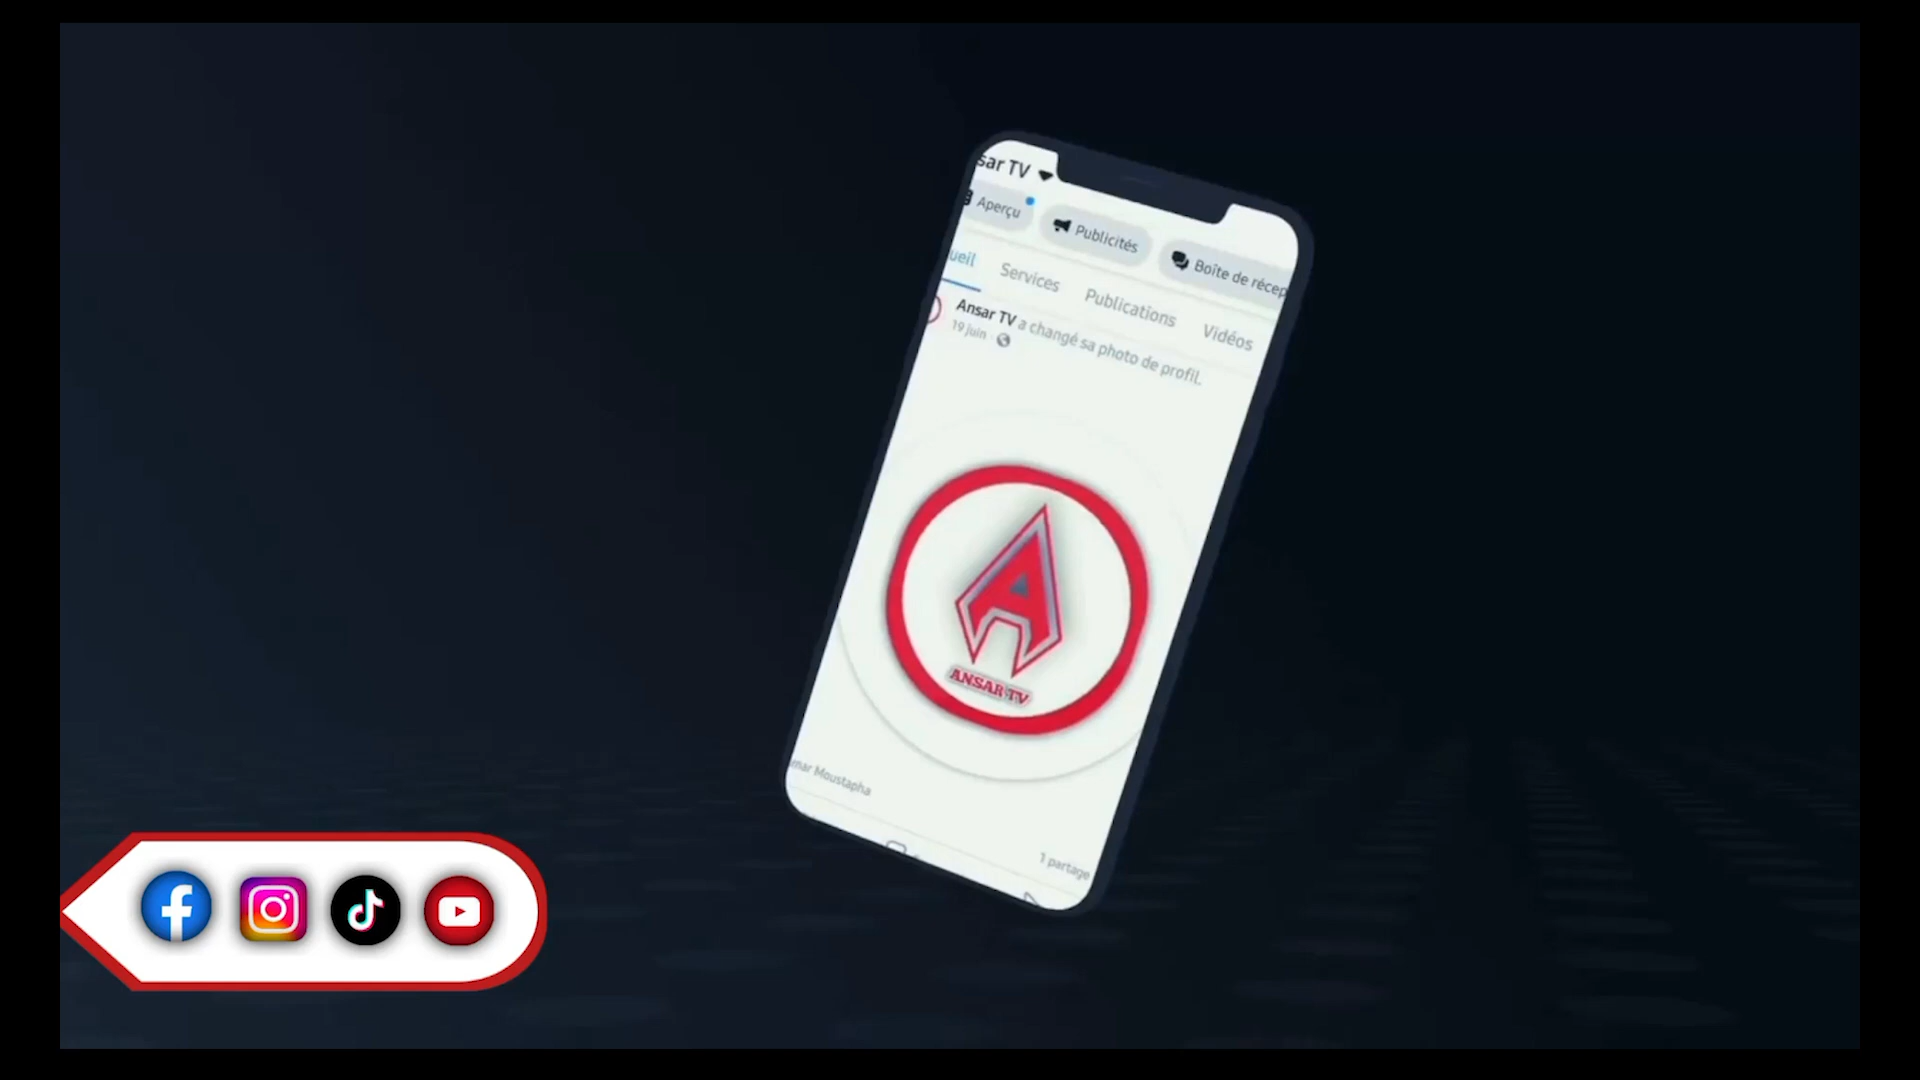 sar TV
Aperçu
Publicités
Boîte de récep
ueil
Services
Publications
Vidéos
Ansar TV a changé sa photo de profil.
19 juin
A
ANSAR TV
mar Moustapha
1 partage